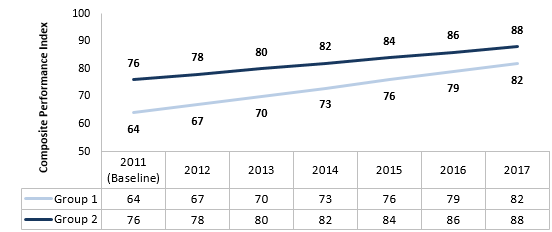 Composite Performance Index
100
90
80
70
60
50
76 78 80 82 84 86 88
64 67 70 73 76 79 82
2011 (Baseline) 2012 2013 2014 2015 2016 2017
Group 1 64 67 70 73 76 79 82
Group 2 76 78 80 82 84 86 88